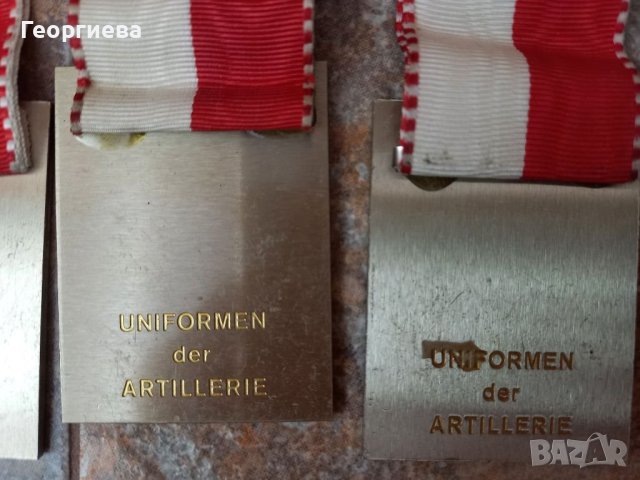 Георгиева
UNIFORMEN
der
ARTILLERIE
UNIFORMEN
der
ARTILLERIE
BAZAR